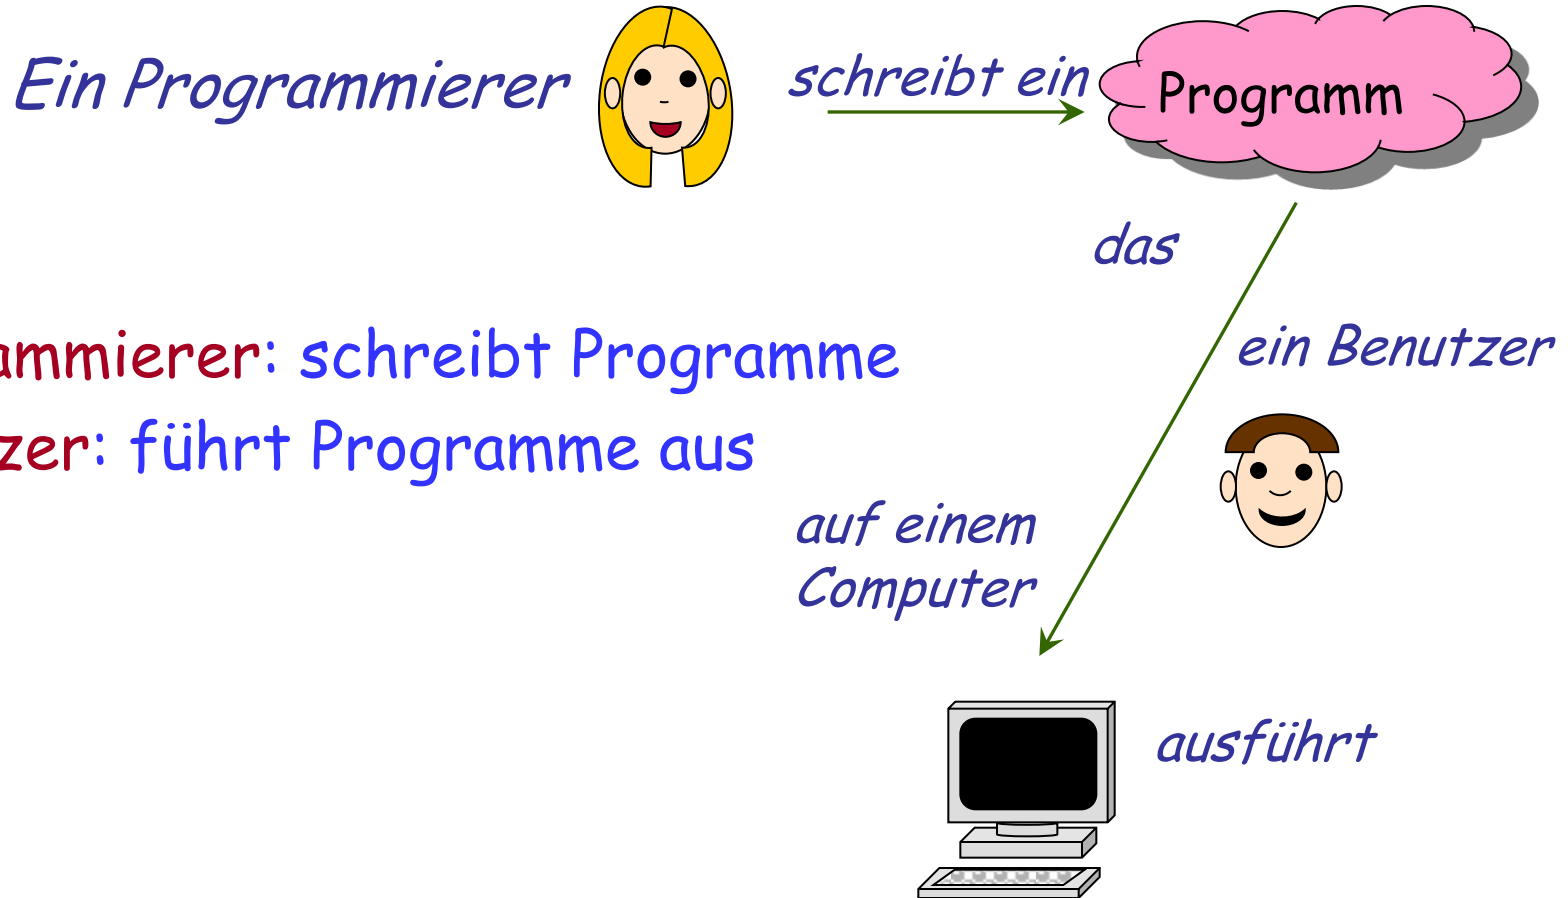 Ein Programmierer
schreibt ein
Programm
das
ein Benutzer
ammierer: schreibt Programme
zer: führt Programme aus
auf einem
Computer
ausführt